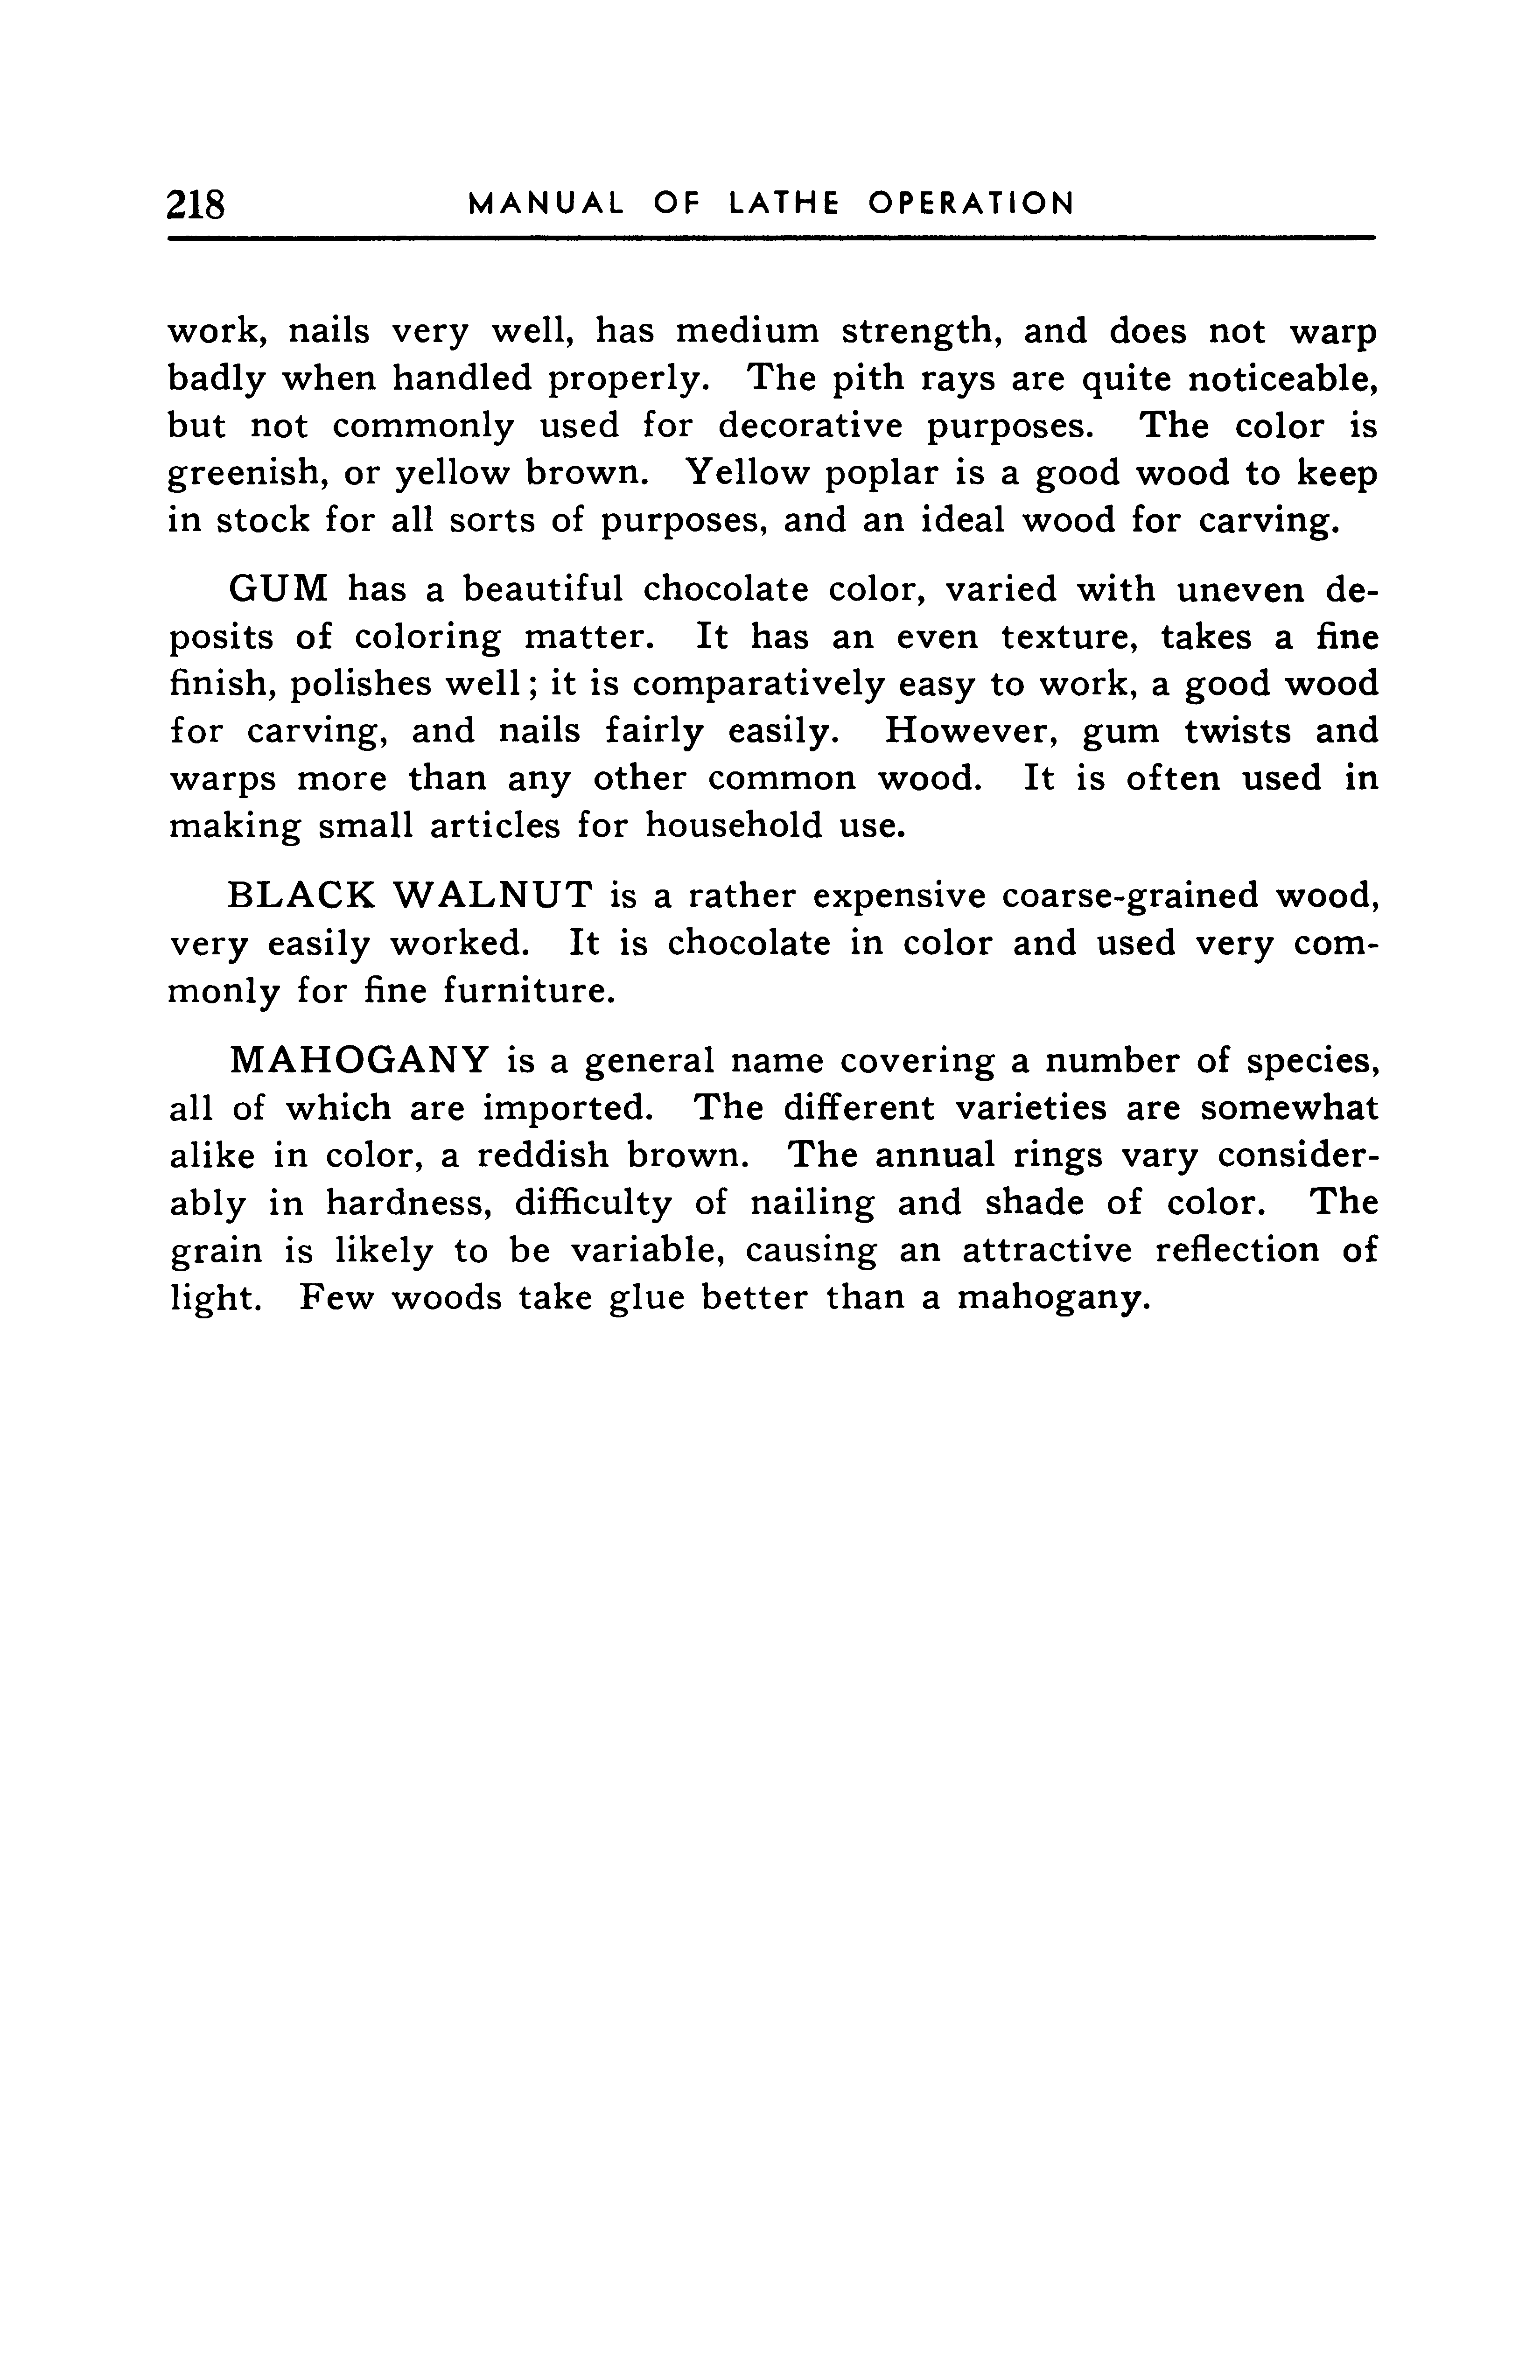 218 MANUAL OF LATHE OPERATION
work, nails very well, has medium strength, and does not warp
badly when handled properly. The pith rays are quite noticeable,
but not commonly used for decorative purposes. The color is
greenish, or yellow brown. Yellow poplar is a good wood to keep
in stock for all sorts of purposes, and an ideal wood for carving.
GUM has a beautiful chocolate color, varied with uneven de-
posits of coloring matter. It has an even texture, takes a fine
finish, polishes well; it is comparatively easy to work, a good wood
for carving, and nails fairly easily. However, gum twists and
warps more than any other common wood. It is often used in
making small articles for household use.
BLACK WALNUT is a rather expensive coarse-grained wood,
very easily worked. It is chocolate in color and used very com-
monly for fine furniture.
MAHOGANY is a general name covering a number of species,
all of which are imported. The different varieties are somewhat
alike in color, a reddish brown. The annual rings vary consider-
ably in hardness, difficulty of nailing and shade of color. The
grain is likely to be variable, causing an attractive reflection of
light. Few woods take glue better than a mahogany.